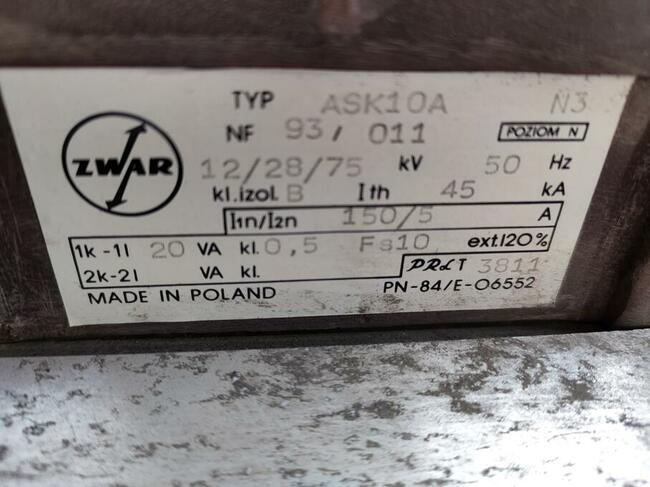 TYP ASK10A N3
ZWAR
NF 93/ 011 POZIOM N
12/28/75 kV 50 Hz
kl.izol. B Ith 45 kA
I1n/I2n 150/5 A
1k-1l 20 VA kl. 0,5 Fs10 ext.120%
2k-2l VA kl. PRLT 3811
MADE IN POLAND PN-84/E-06552